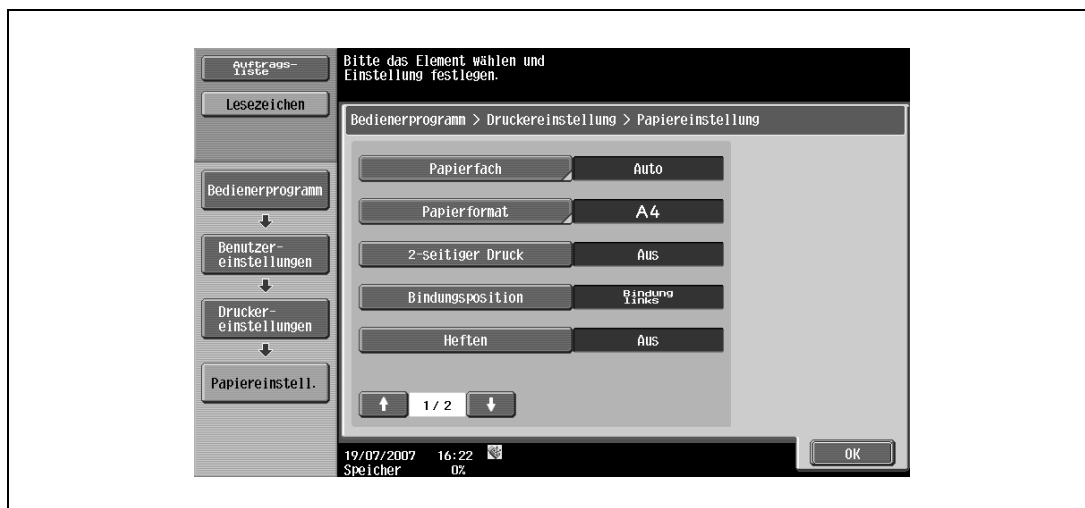 Auftrags-
liste
Lesezeichen
Bedienerprogramm
Benutzer-
einstellungen
Drucker-
einstellungen
Papiereinstell.
Bitte das Element wählen und
Einstellung festlegen.
Bedienerprogramm > Druckereinstellung > Papiereinstellung
Papierfach Auto
Papierformat A4
2-seitiger Druck Aus
Bindungsposition Bindung
links
Heften Aus
1/ 2
19/07/2007 16:22
Speicher 0%
OK